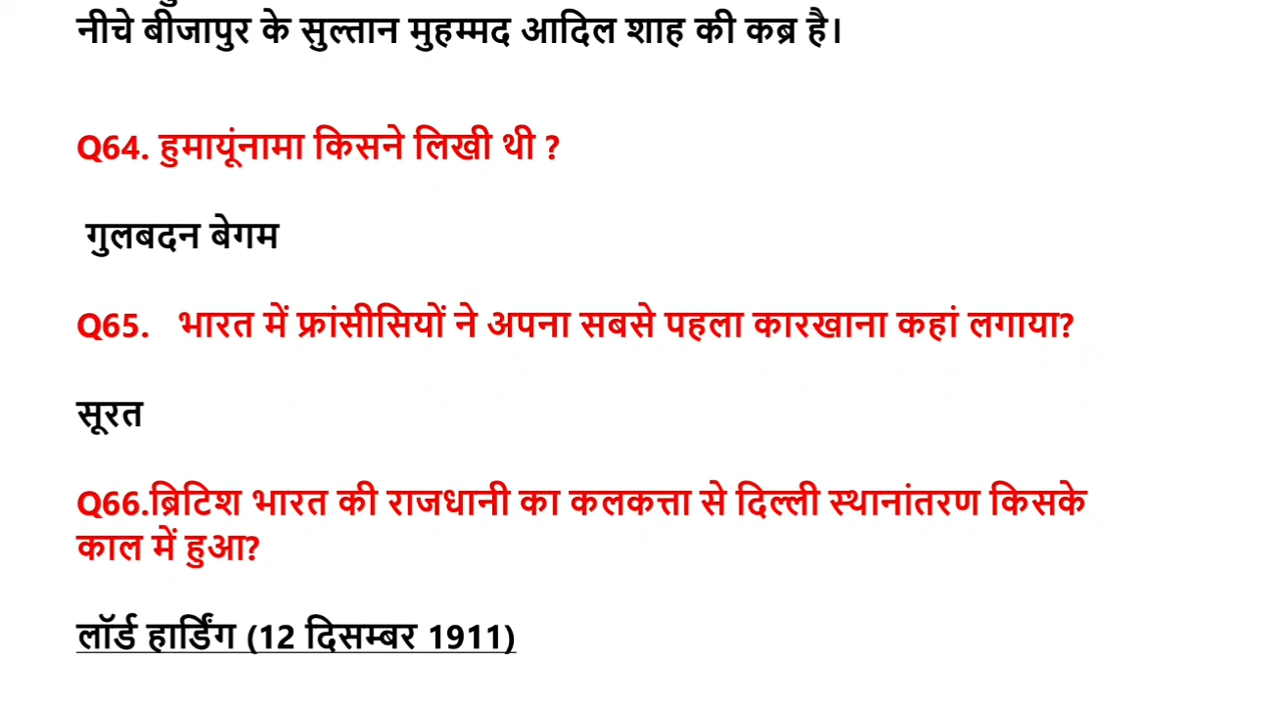 नीचे बीजापुर के सुल्तान मुहम्मद आदिल शाह की कब्र है।
Q64. हुमायूंनामा किसने लिखी थी ?
गुलबदन बेगम
Q65. भारत में फ्रांसीसियों ने अपना सबसे पहला कारखाना कहां लगाया?
सूरत
Q66.ब्रिटिश भारत की राजधानी का कलकत्ता से दिल्ली स्थानांतरण किसके
काल में हुआ?
लॉर्ड हार्डिंग (12 दिसम्बर 1911)